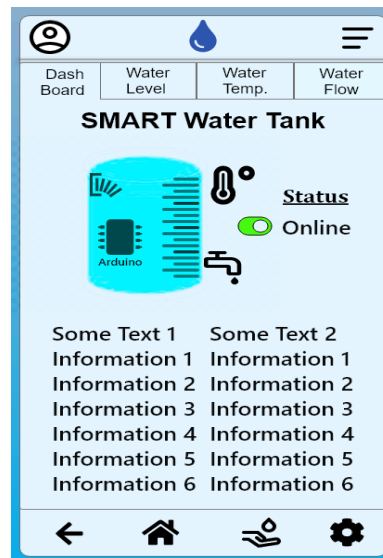 Dash Board
Water Level
Water Temp.
Water Flow
SMART Water Tank
Status
Online
Arduino
Some Text 1
Information 1
Information 2
Information 3
Information 4
Information 5
Information 6
Some Text 2
Information 1
Information 2
Information 3
Information 4
Information 5
Information 6